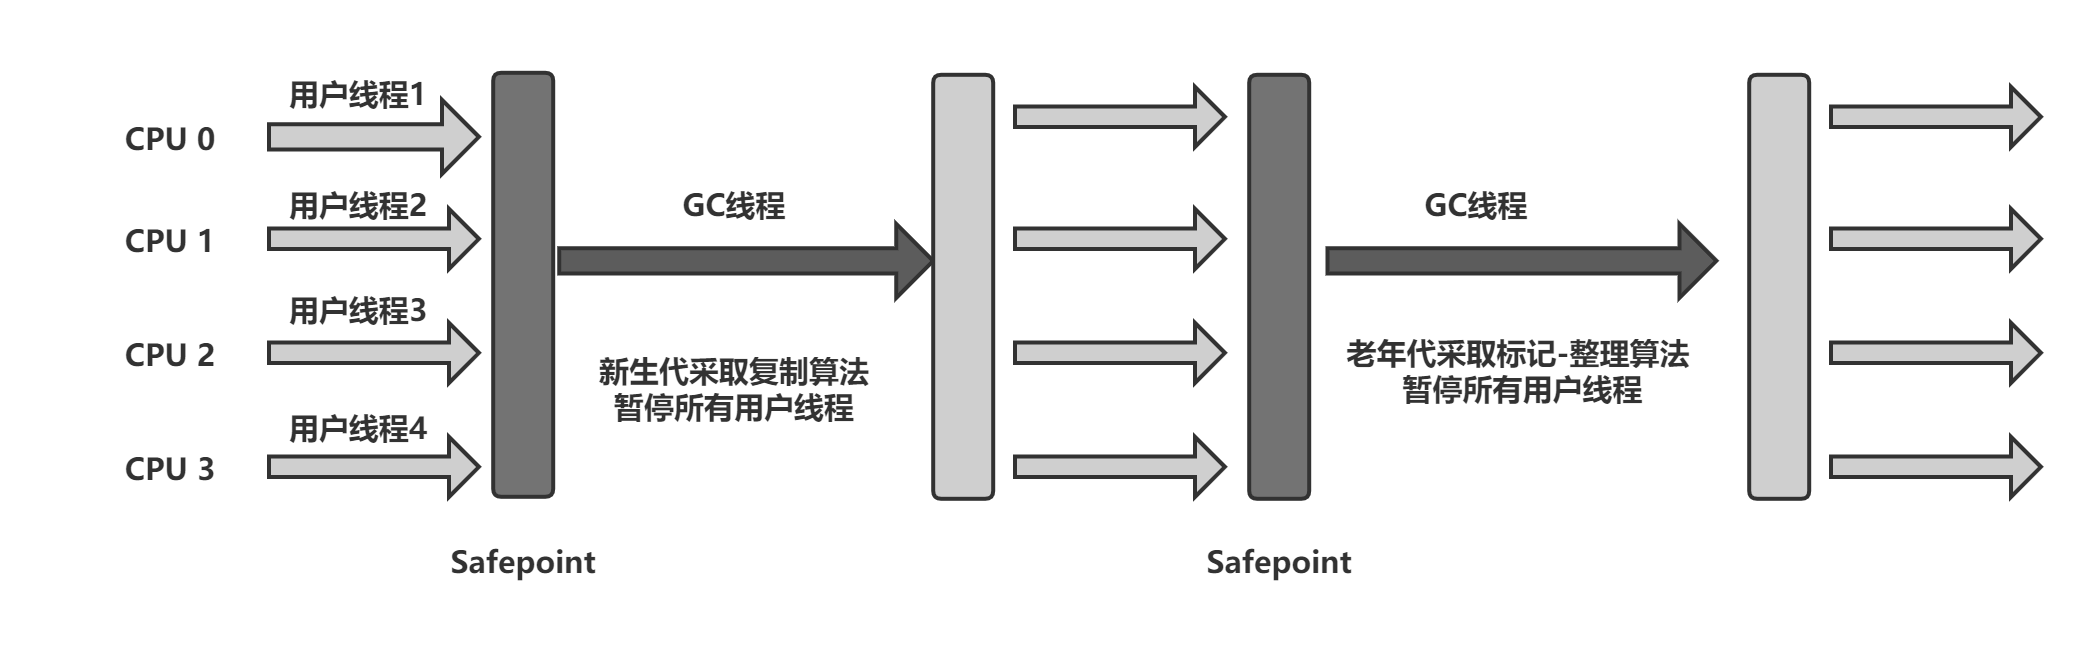 用户线程1
CPU 0
用户线程2
CPU 1
用户线程3
CPU 2
用户线程4
CPU 3
Safepoint
GC线程
新生代采取复制算法
暂停所有用户线程
Safepoint
GC线程
老年代采取标记-整理算法
暂停所有用户线程